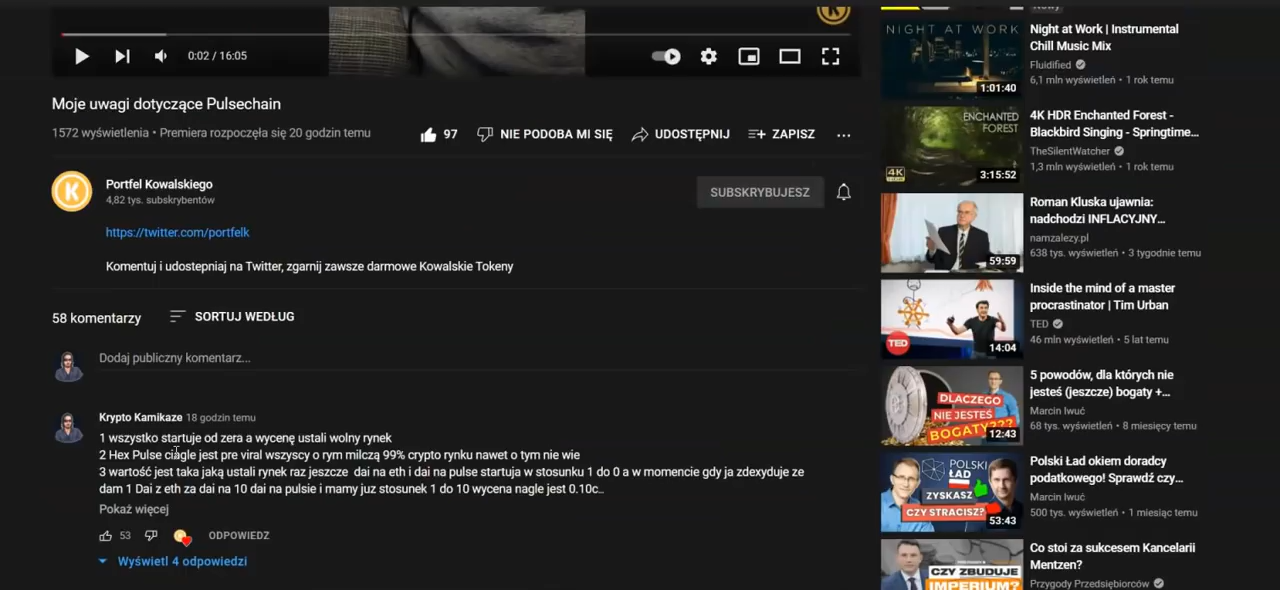 0:02 / 16:05
Moje uwagi dotyczące Pulsechain
1572 wyświetlenia • Premiera rozpoczęła się 20 godzin temu
97
NIE PODOBA MI SIĘ
UDOSTĘPNIJ
ZAPISZ
K
Portfel Kowalskiego
4,82 tys. subskrybentów
SUBSKRYBUJESZ
https://twitter.com/portfelk
Komentuj i udostępniaj na Twitter, zgarnij zawsze darmowe Kowalskie Tokeny
58 komentarzy
SORTUJ WEDŁUG
Dodaj publiczny komentarz...
Krypto Kamikaze 18 godzin temu
1 wszystko startuje od zera a wycenę ustali wolny rynek
2 Hex Pulse ciągle jest pre viral wszyscy o rym milczą 99% crypto rynku nawet o tym nie wie
3 wartość jest taka jaką ustali rynek raz jeszcze dai na eth i dai na pulse startują w stosunku 1 do 0 a w momencie gdy ja zdexyduje ze
dam 1 Dai z eth za dai na 10 dai na pulsie i mamy juz stosunek 1 do 10 wycena nagle jest 0.10c...
Pokaż więcej
53
ODPOWIEDZ
Wyświetl 4 odpowiedzi
NIGHT AT WORK
1:01:40
Night at Work | Instrumental
Chill Music Mix
Fluidified
6,1 mln wyświetleń • 1 rok temu
ENCHANTED
FOREST
4K
3:15:52
4K HDR Enchanted Forest -
Blackbird Singing - Springtime...
TheSilentWatcher
1,3 mln wyświetleń • 1 rok temu
59:59
Roman Kluska ujawnia:
nadchodzi INFLACYJNY...
namzalezy.pl
638 tys. wyświetleń • 3 tygodnie temu
TED
14:04
Inside the mind of a master
procrastinator | Tim Urban
TED
46 mln wyświetleń • 5 lat temu
DLACZEGO
NIE JESTEŚ
BOGATY???
12:43
5 powodów, dla których nie
jesteś (jeszcze) bogaty +...
Marcin Iwuć
68 tys. wyświetleń • 8 miesięcy temu
POLSKI
ŁAD
ZYSKASZ
CZY STRACISZ?
53:43
Polski Ład okiem doradcy
podatkowego! Sprawdź czy...
Marcin Iwuć
500 tys. wyświetleń • 1 miesiąc temu
CZY ZBUDUJE
IMPERIUM?
Co stoi za sukcesem Kancelarii
Mentzen?
Przygody Przedsiębiorców